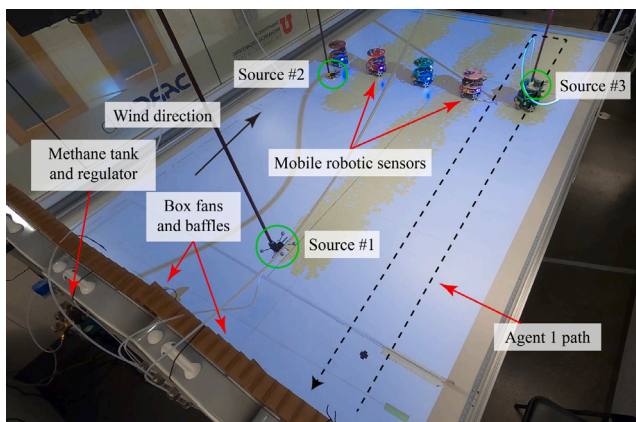 Source #2
Source #3
Wind direction
Mobile robotic sensors
Methane tank
and regulator
Box fans
and baffles
Source #1
Agent 1 path